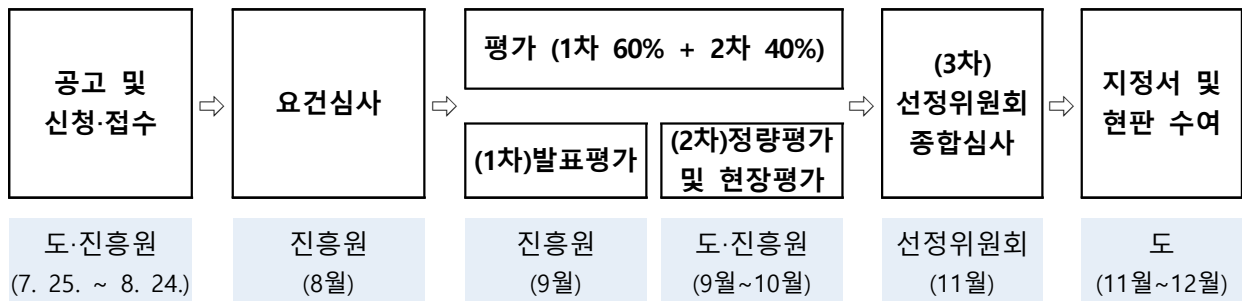 공고 및
신청·접수
⇨
요건심사
⇨
평가 (1차 60% + 2차 40%)
(1차)발표평가
(2차)정량평가
및 현장평가
⇨
(3차)
선정위원회
종합심사
⇨
지정서 및
현판 수여
도·진흥원
(7. 25. ~ 8. 24.)
진흥원
(8월)
진흥원
(9월)
도·진흥원
(9월~10월)
선정위원회
(11월)
도
(11월~12월)